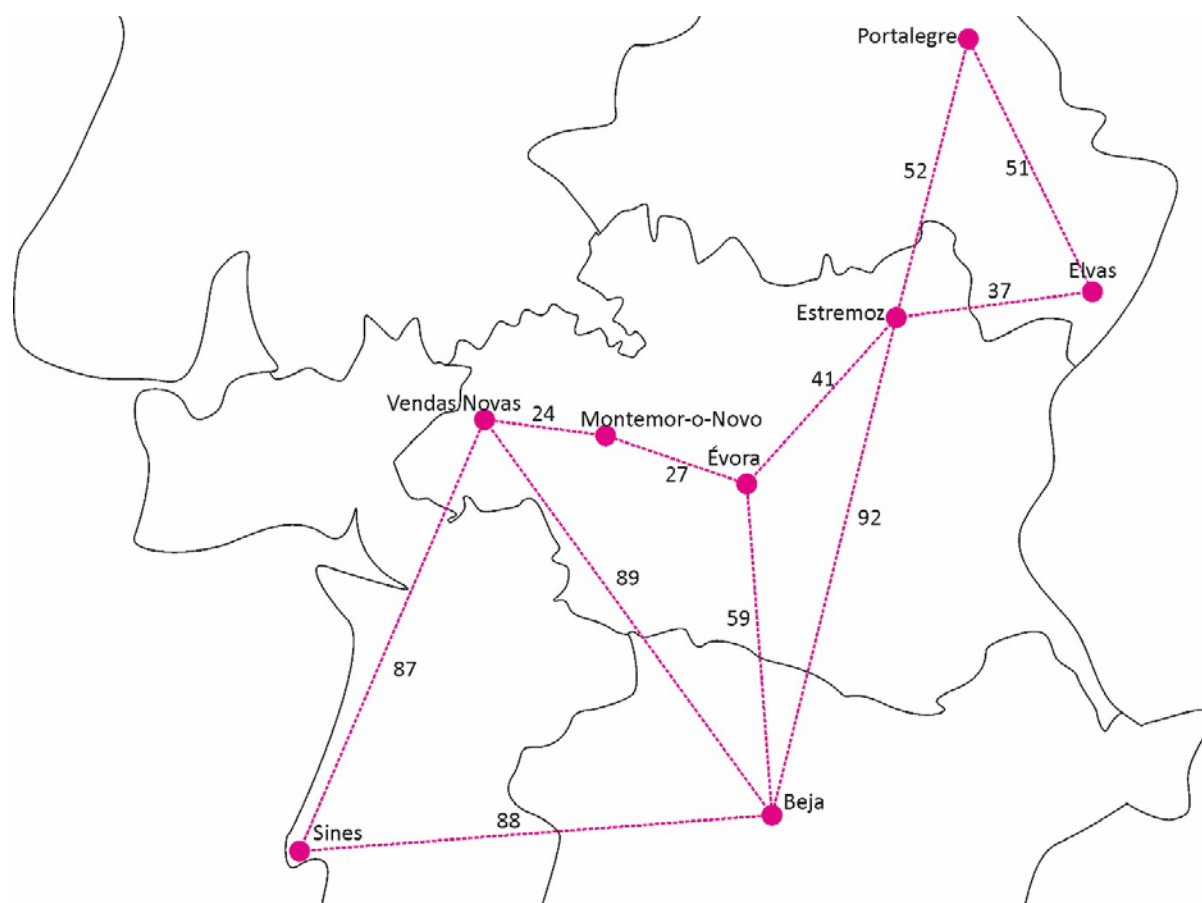 Portalegre
52
51
Elvas
37
Estremoz
41
Vendas Novas
24
Montemor-o-Novo
Évora
27
92
89
59
87
Beja
88
Sines